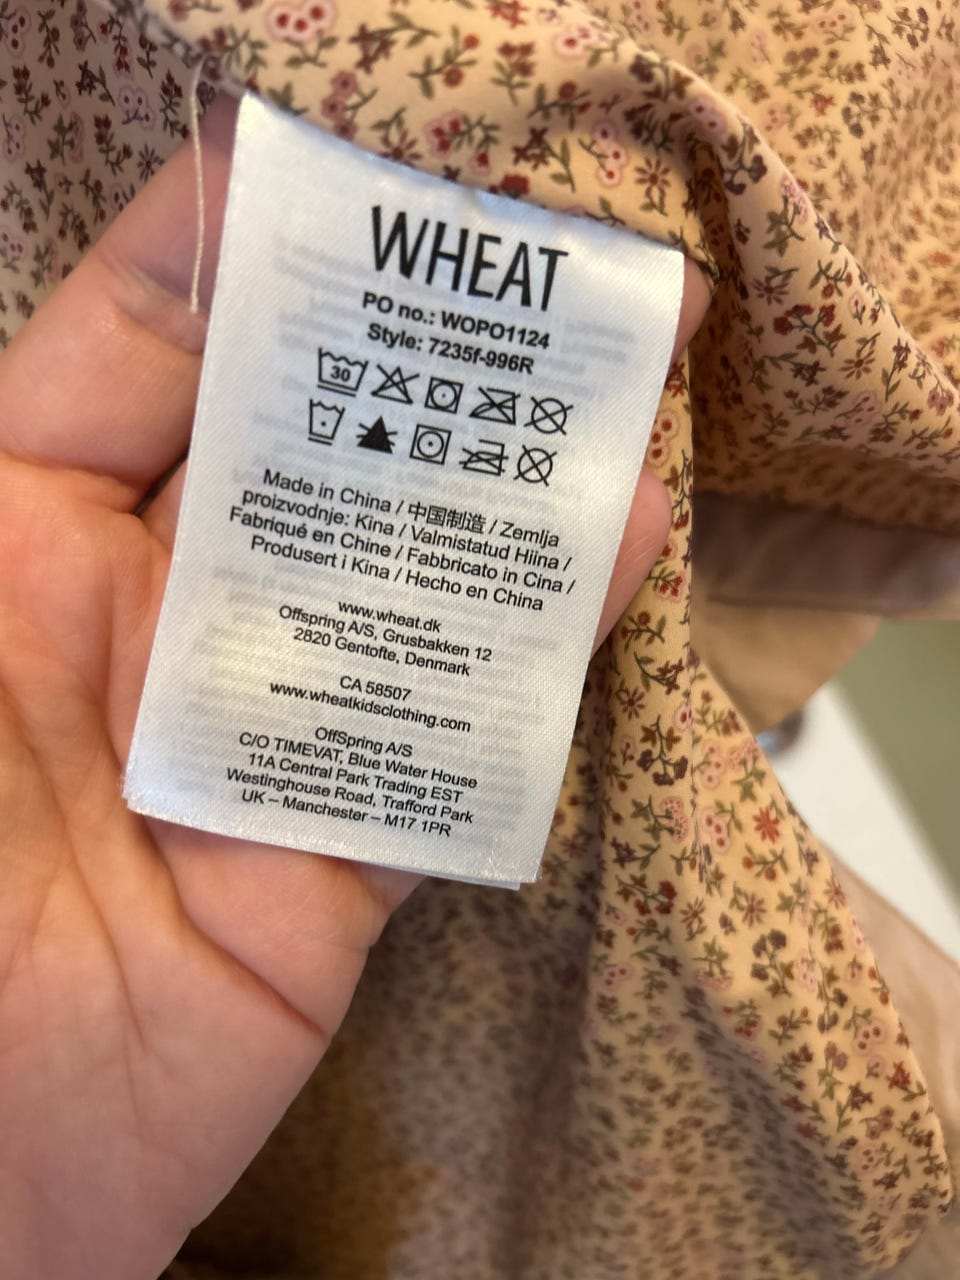 WHEAT
PO no.: WOPO1124
Style: 7235f-996R
30
Made in China / 中国制造 / Zemlja
proizvodnje: Kina / Valmistatud Hiina /
Fabriqué en Chine / Fabbricato in Cina /
Produsert i Kina / Hecho en China
www.wheat.dk
Offspring A/S, Grusbakken 12
2820 Gentofte, Denmark
CA 58507
www.wheatkidsclothing.com
OffSpring A/S
C/O TIMEVAT, Blue Water House
11A Central Park Trading EST
Westinghouse Road, Trafford Park
UK – Manchester – M17 1PR